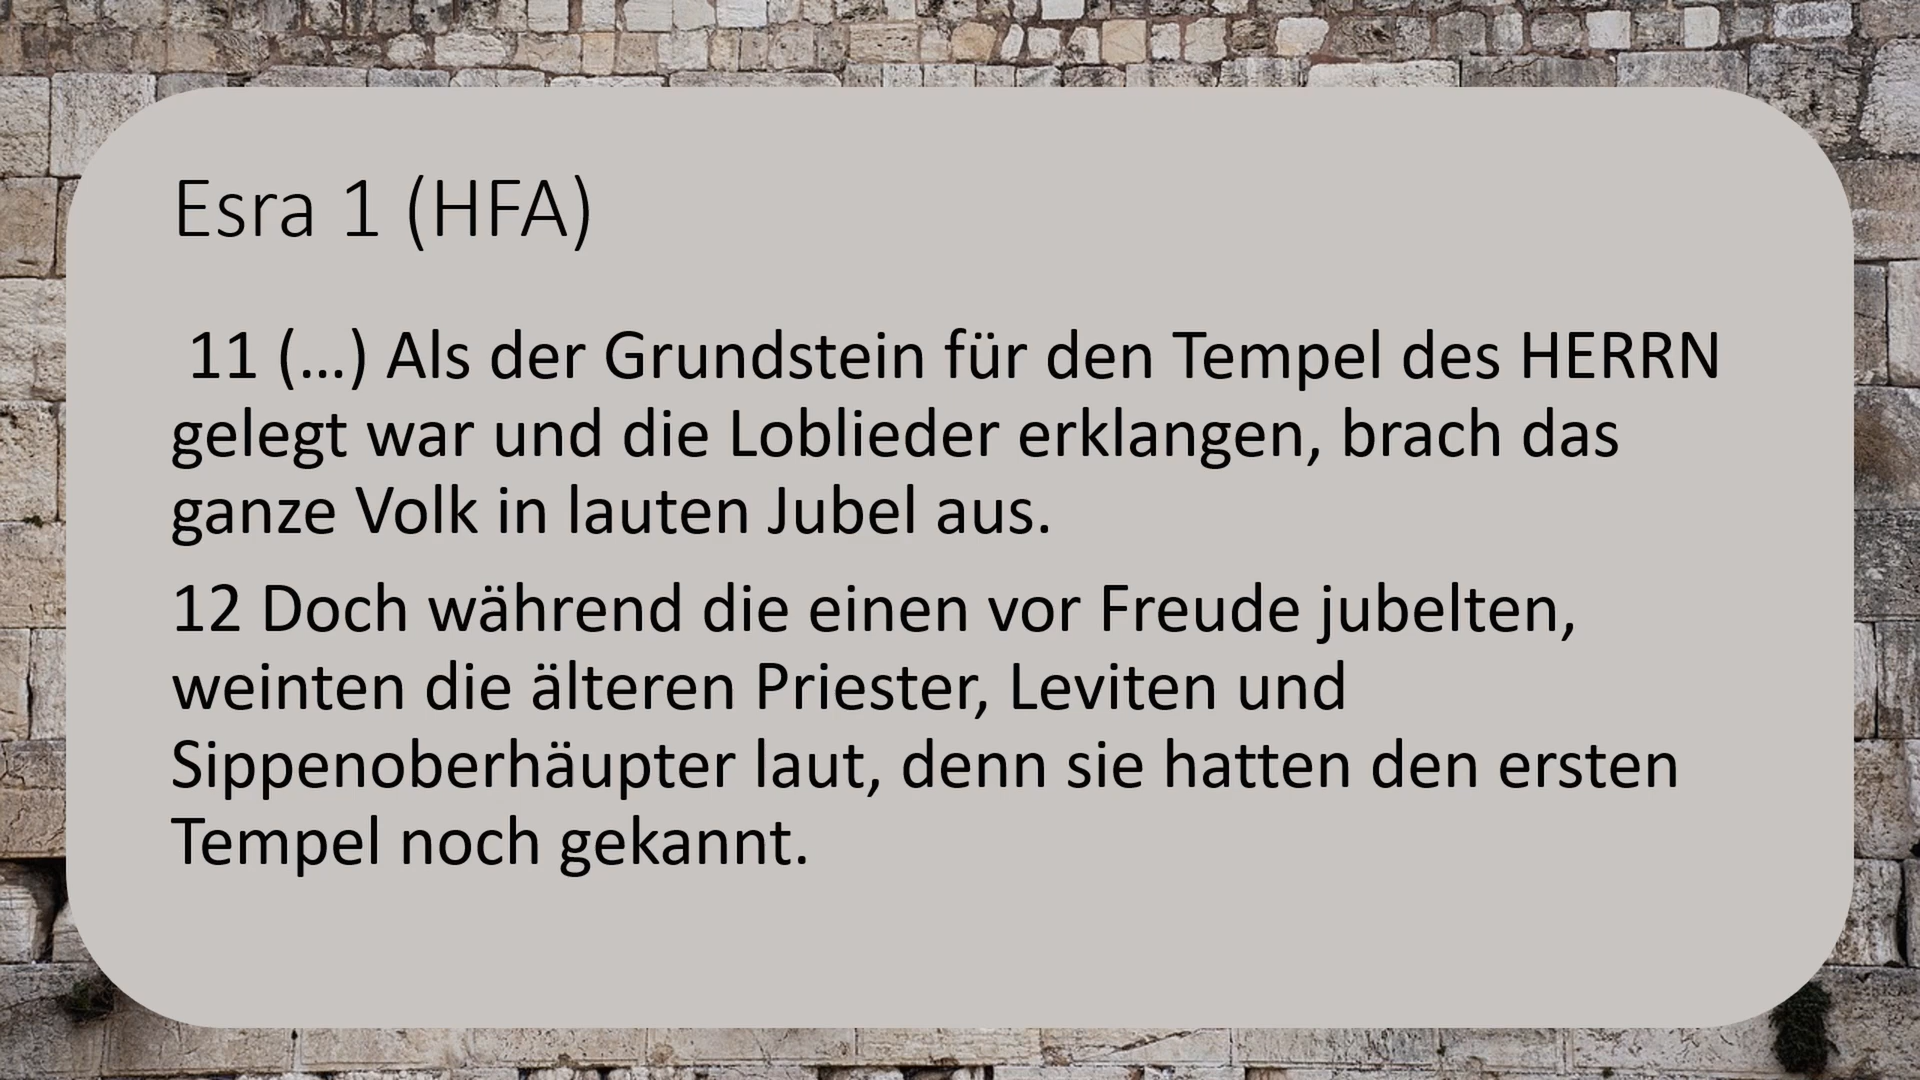 Esra 1 (HFA)
11 (...) Als der Grundstein für den Tempel des HERRN
gelegt war und die Loblieder erklangen, brach das
ganze Volk in lauten Jubel aus.
12 Doch während die einen vor Freude jubelten,
weinten die älteren Priester, Leviten und
Sippenoberhäupter laut, denn sie hatten den ersten
Tempel noch gekannt.